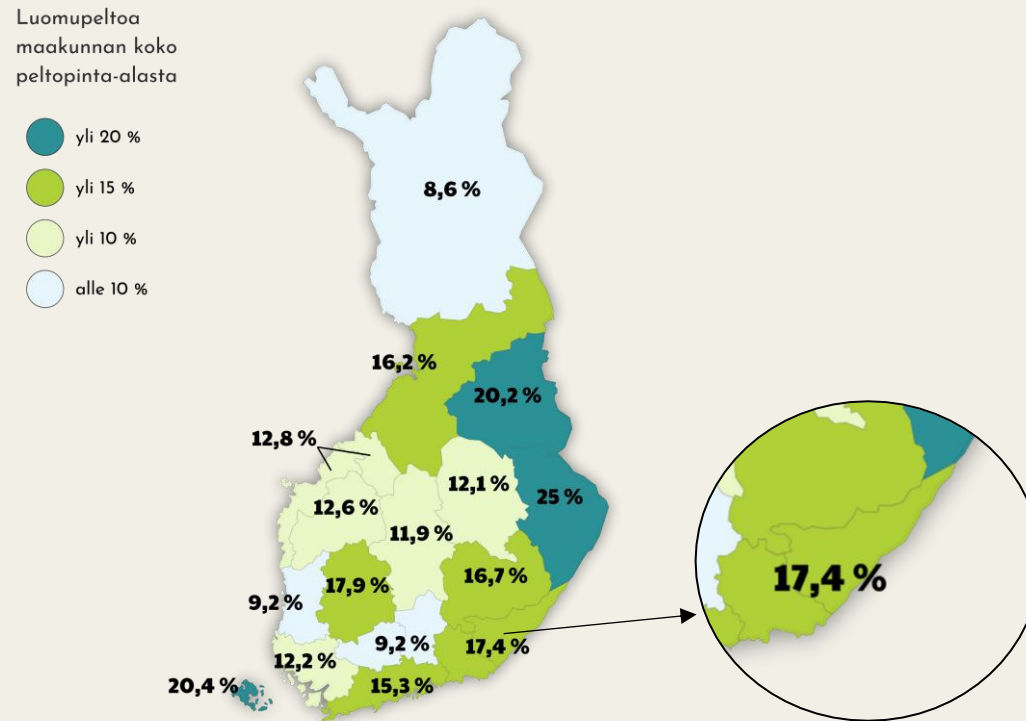 Luomupeltoa
maakunnan koko
peltopinta-alasta
yli 20 %
yli 15 %
yli 10 %
alle 10 %
8,6 %
16,2 %
20,2 %
12,8 %
12,1 %
25 %
12,6 %
11,9 %
17,9 %
16,7 %
9,2 %
17,4 %
9,2 %
17,4 %
12,2 %
20,4 %
15,3 %